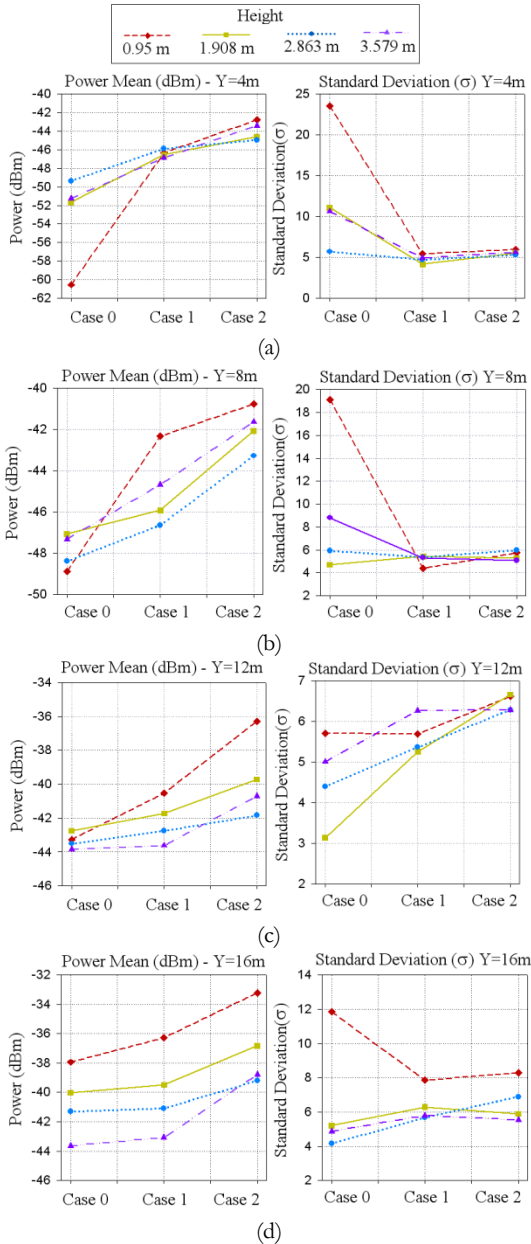 Height
0.95 m 1.908 m 2.863 m 3.579 m
Power Mean (dBm) - Y=4m
Power (dBm)
-40
-42
-44
-46
-48
-50
-51
-52
-54
-56
-58
-60
-62
Case 0 Case 1 Case 2
Standard Deviation (σ) Y=4m
Standard Deviation(σ)
25
20
15
10
5
0
Case 0 Case 1 Case 2
(a)
Power Mean (dBm) - Y=8m
Power (dBm)
-40
-42
-44
-46
-48
-50
Case 0 Case 1 Case 2
Standard Deviation (σ) Y=8m
Standard Deviation(σ)
20
18
16
14
12
10
8
6
4
2
Case 0 Case 1 Case 2
(b)
Power Mean (dBm) - Y=12m
Power (dBm)
-34
-36
-38
-40
-42
-44
-46
Case 0 Case 1 Case 2
Standard Deviation (σ) Y=12m
Standard Deviation(σ)
7
6
5
4
3
2
Case 0 Case 1 Case 2
(c)
Power Mean (dBm) - Y=16m
Power (dBm)
-32
-34
-36
-38
-40
-42
-44
-46
Case 0 Case 1 Case 2
Standard Deviation (σ) Y=16m
Standard Deviation(σ)
14
12
10
8
6
4
2
Case 0 Case 1 Case 2
(d)